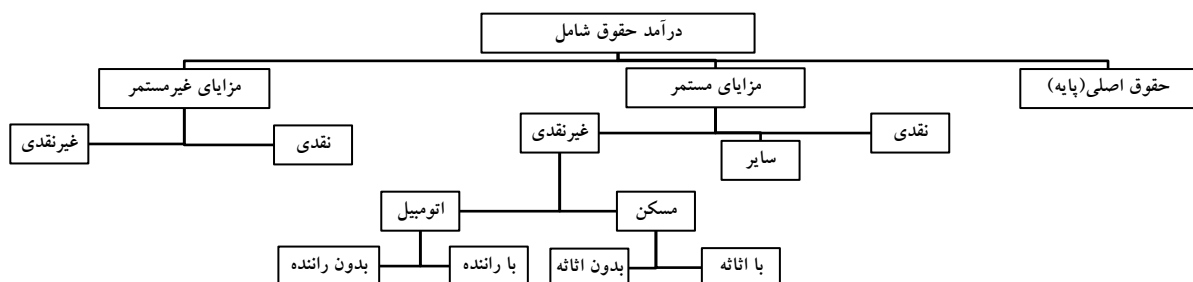 درآمد حقوق شامل
حقوق اصلی(پایه)
مزایای مستمر
مزایای غیرمستمر
نقدی
سایر
غیرنقدی
نقدی
غیرنقدی
مسکن
اتومبیل
با اثاثه
بدون اثاثه
با راننده
بدون راننده